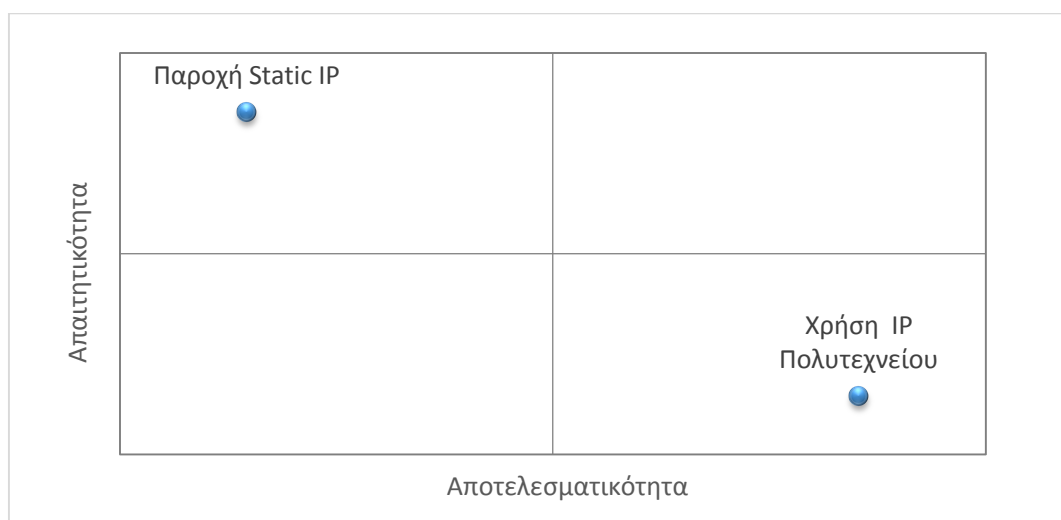 Παροχή Static IP
Απαιτητικότητα
Χρήση IP
Πολυτεχνείου
Αποτελεσματικότητα